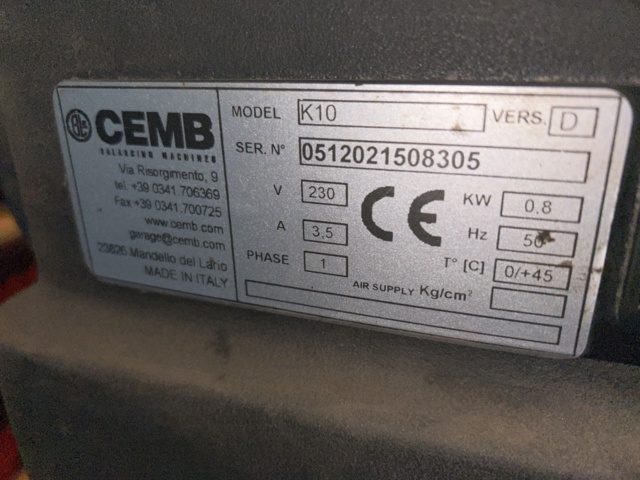 CEMB
BALANCING MACHINES
Via Risorgimento, 9
tel. +39 0341.706369
Fax +39 0341.700725
www.cemb.com
garage@cemb.com
23826 Mandello del Lario
MADE IN ITALY
MODEL K10 VERS. D
SER. N° 0512021508305
V 230 KW 0,8
A 3,5 CE Hz 50
PHASE 1 T° [C] 0/+45
AIR SUPPLY Kg/cm²